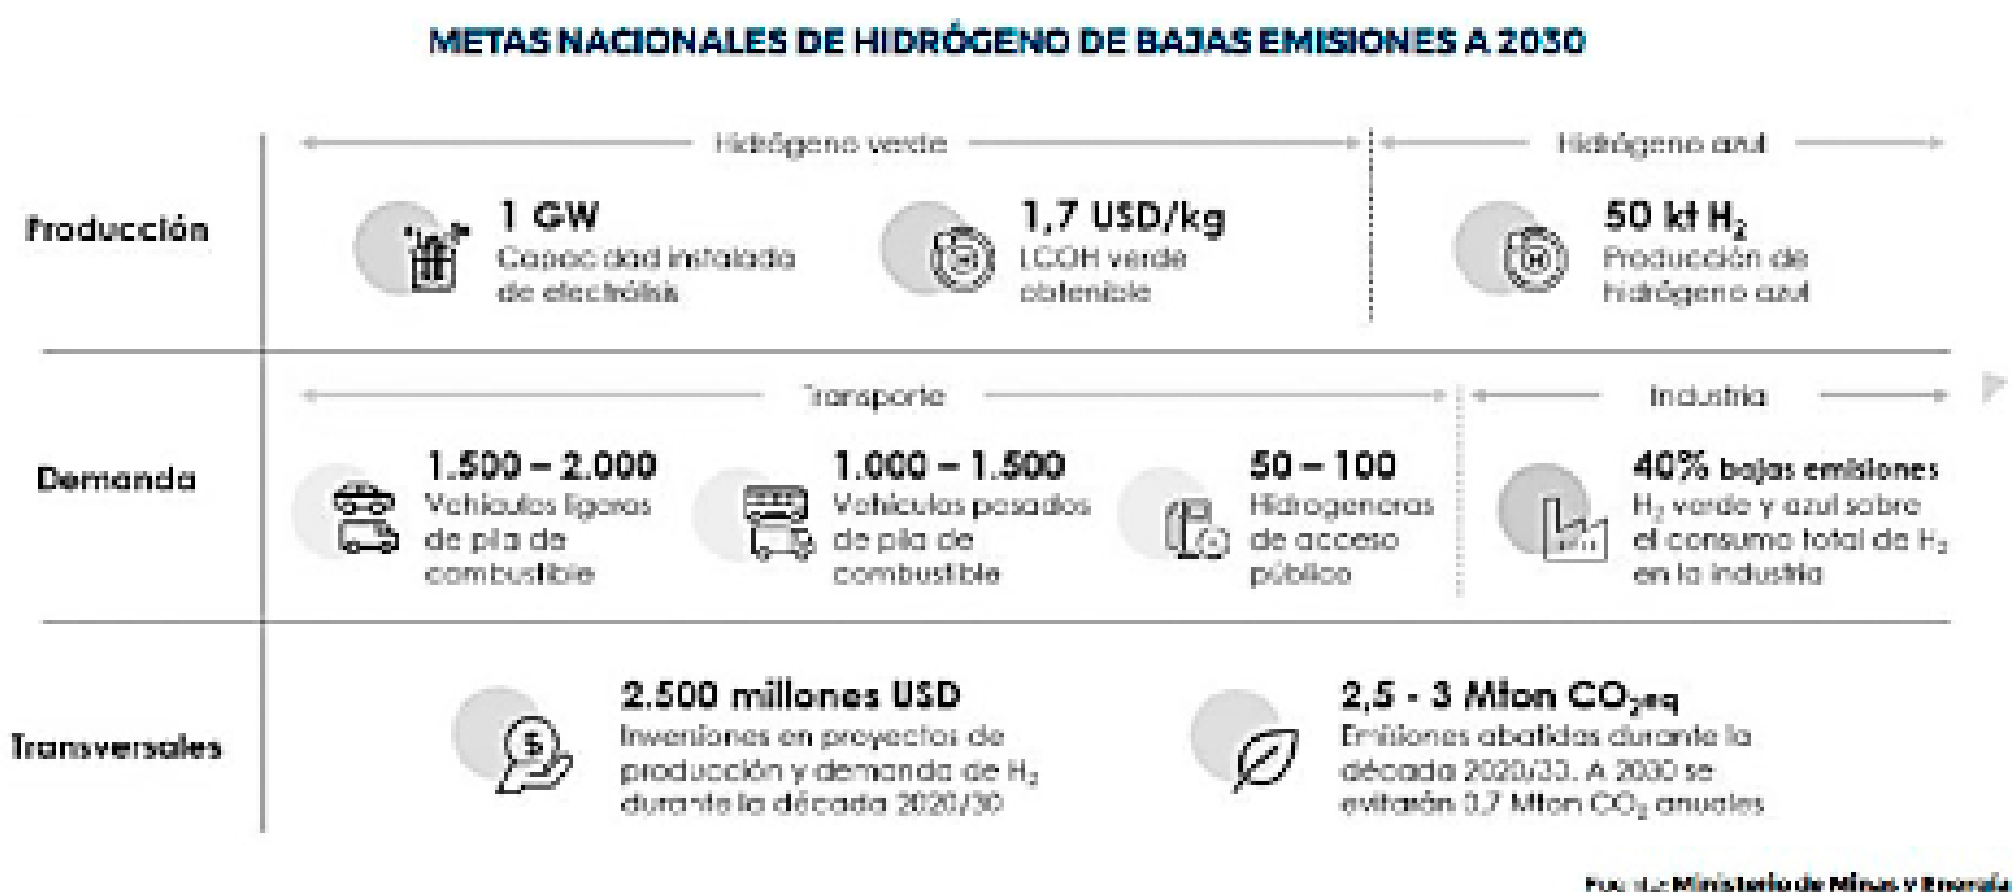 METAS NACIONALES DE HIDRÓGENO DE BAJAS EMISIONES A 2030
Hidrógeno verde
Hidrógeno azul
Producción
1 GW
Capacidad instalada
de electrólisis
1,7 USD/kg
LCOH verde
obtenible
50 kt H₂
Producción de
hidrógeno azul
Transporte
Industria
Demanda
1.500 – 2.000
Vehículos ligeros
de pila de
combustible
1.000 – 1.500
Vehículos pesados
de pila de
combustible
50 – 100
Hidrogeneras
de acceso
público
40% bajas emisiones
H₂ verde y azul sobre
el consumo total de H₂
en la industria
Transversales
2.500 millones USD
Inversiones en proyectos de
producción y demanda de H₂
durante la década 2020/30
2,5 - 3 Mton CO₂eq
Emisiones abatidas durante la
década 2020/30. A 2030 se
evitarán 0,7 Mton CO₂ anuales
Fuente: Ministerio de Minas y Energía